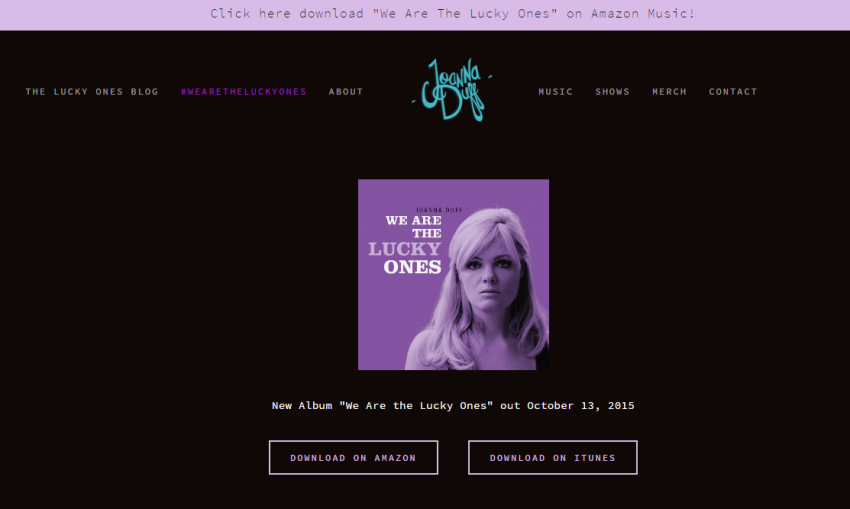 Click here download "We Are The Lucky Ones" on Amazon Music!
THE LUCKY ONES BLOG #WEARETHELUCKYONES ABOUT Joanna Duff MUSIC SHOWS MERCH CONTACT
JOANNA DUFF
WE ARE
THE
LUCKY
ONES
New Album "We Are the Lucky Ones" out October 13, 2015
DOWNLOAD ON AMAZON DOWNLOAD ON ITUNES